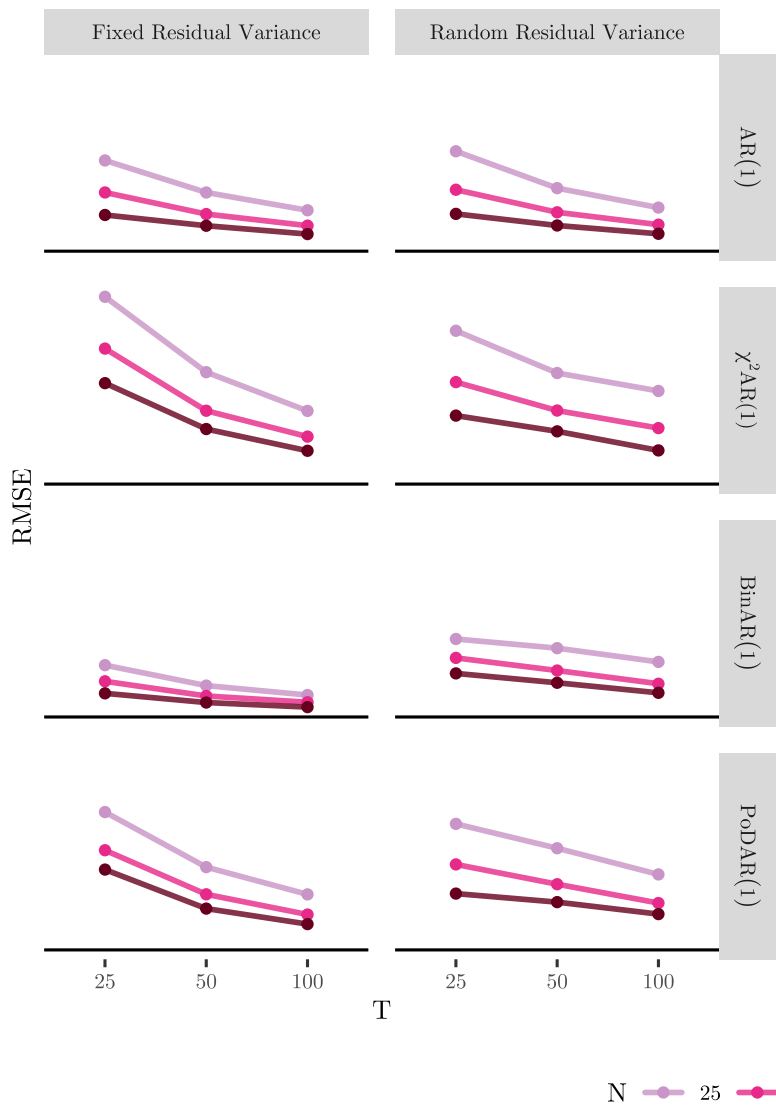 Fixed Residual Variance
Random Residual Variance
AR(1)
χ²AR(1)
BinAR(1)
PoDAR(1)
RMSE
25 50 100
25 50 100
T
N 25